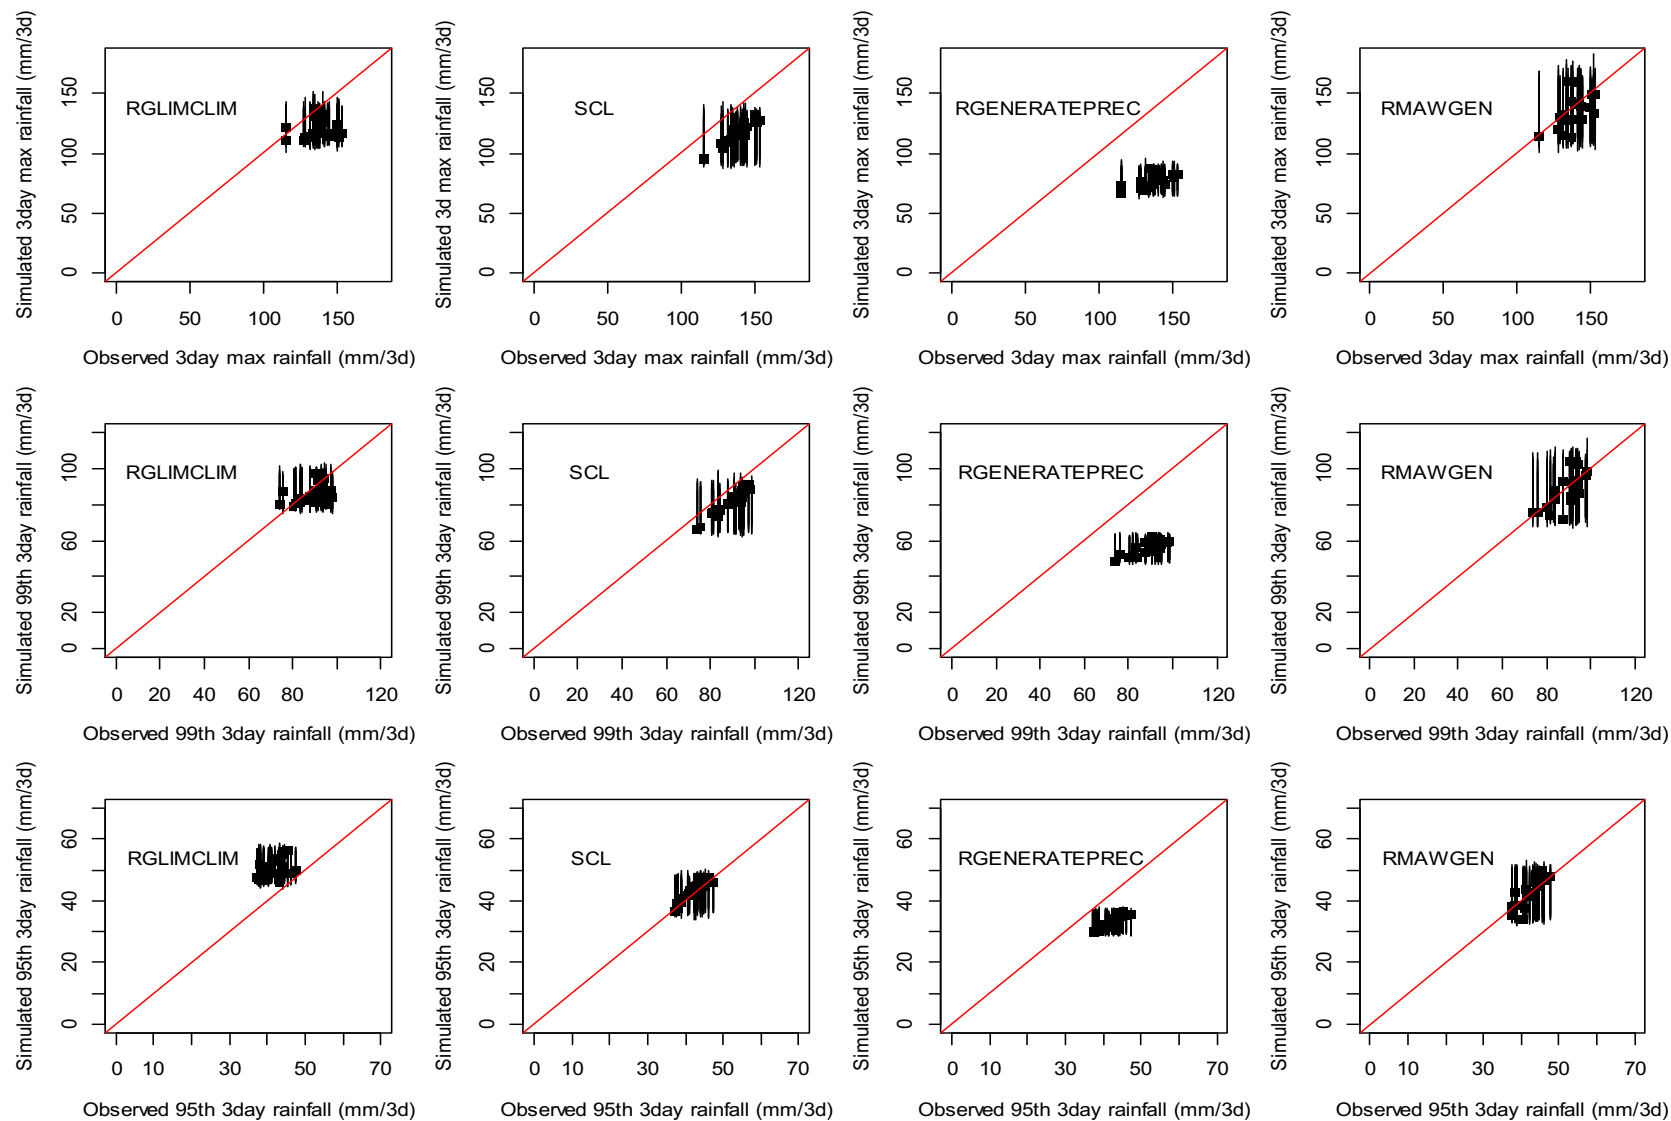 Simulated 3day max rainfall (mm/3d)
150
100
50
0
RGLIMCLIM
0 50 100 150
Observed 3day max rainfall (mm/3d)
Simulated 3d max rainfall (mm/3d)
150
100
50
0
SCL
0 50 100 150
Observed 3day max rainfall (mm/3d)
Simulated 3day max rainfall (mm/3d)
150
100
50
0
RGENERATEPREC
0 50 100 150
Observed 3day max rainfall (mm/3d)
Simulated 3day max rainfall (mm/3d)
150
100
50
0
RMAWGEN
0 50 100 150
Observed 3day max rainfall (mm/3d)
Simulated 99th 3day rainfall (mm/3d)
100
60
20
0
RGLIMCLIM
0 20 40 60 80 120
Observed 99th 3day rainfall (mm/3d)
Simulated 99th 3day rainfall (mm/3d)
100
60
20
0
SCL
0 20 40 60 80 120
Observed 99th 3day rainfall (mm/3d)
Simulated 99th 3day rainfall (mm/3d)
100
60
20
0
RGENERATEPREC
0 20 40 60 80 120
Observed 99th 3day rainfall (mm/3d)
Simulated 99th 3day rainfall (mm/3d)
100
60
20
0
RMAWGEN
0 20 40 60 80 120
Observed 99th 3day rainfall (mm/3d)
Simulated 95th 3day rainfall (mm/3d)
60
40
20
0
RGLIMCLIM
0 10 30 50 70
Observed 95th 3day rainfall (mm/3d)
Simulated 95th 3day rainfall (mm/3d)
60
40
20
0
SCL
0 10 30 50 70
Observed 95th 3day rainfall (mm/3d)
Simulated 95th 3day rainfall (mm/3d)
60
40
20
0
RGENERATEPREC
0 10 30 50 70
Observed 95th 3day rainfall (mm/3d)
Simulated 95th 3day rainfall (mm/3d)
60
40
20
0
RMAWGEN
0 10 30 50 70
Observed 95th 3day rainfall (mm/3d)